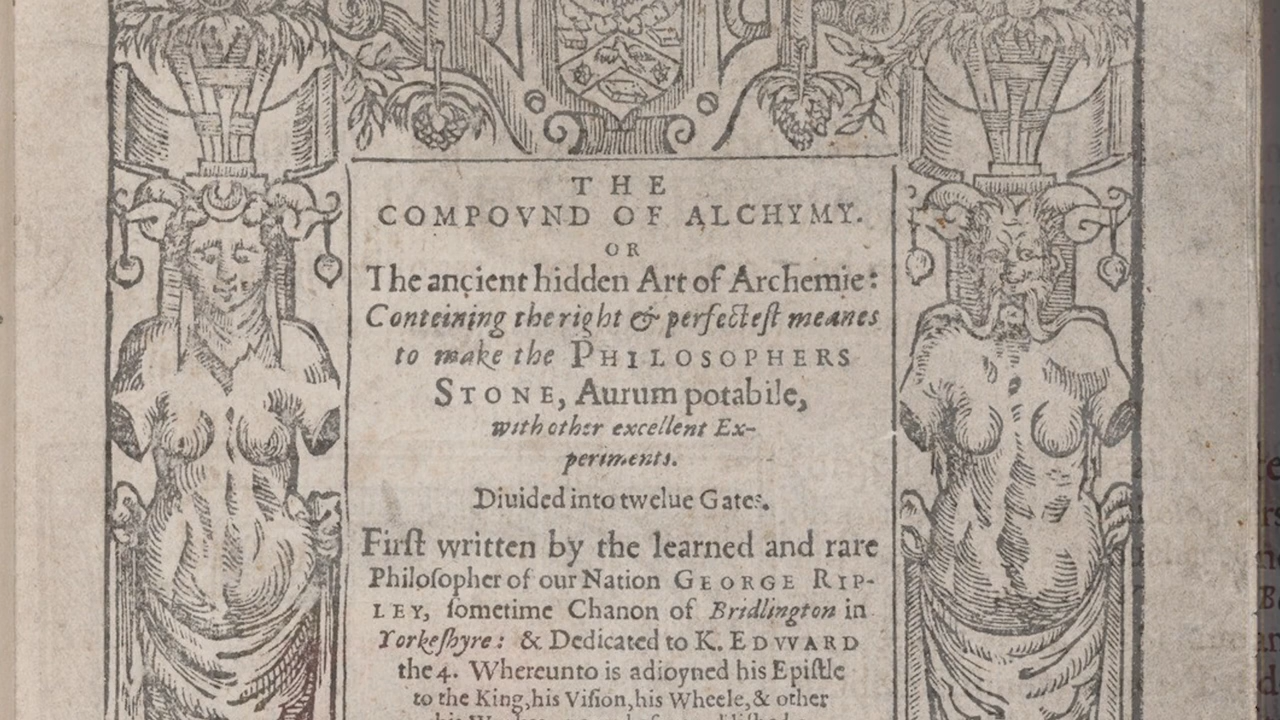 THE
COMPOVND OF ALCHYMY.
OR
The ancient hidden Art of Archemie:
Conteining the right & perfectest meanes
to make the PHILOSOPHERS
STONE, Aurum potabile,
with other excellent Ex-
periments.
Diuided into twelue Gates.
First written by the learned and rare
Philosopher of our Nation GEORGE RIP-
LEY, sometime Chanon of Bridlington in
Yorkeshyre: & Dedicated to K. EDVVARD
the 4. Whereunto is adioyned his Epistle
to the King, his Vision, his Wheele, & other